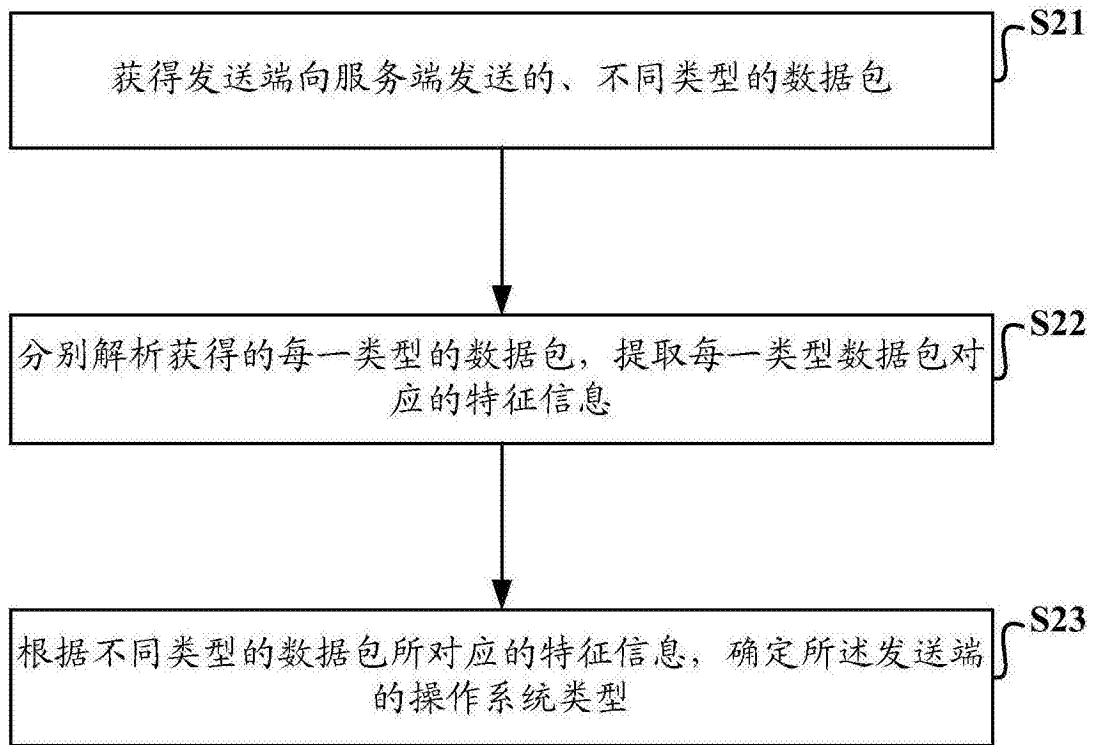 S21
获得发送端向服务端发送的、不同类型的数据包
S22
分别解析获得的每一类型的数据包，提取每一类型数据包对
应的特征信息
S23
根据不同类型的数据包所对应的特征信息，确定所述发送端
的操作系统类型